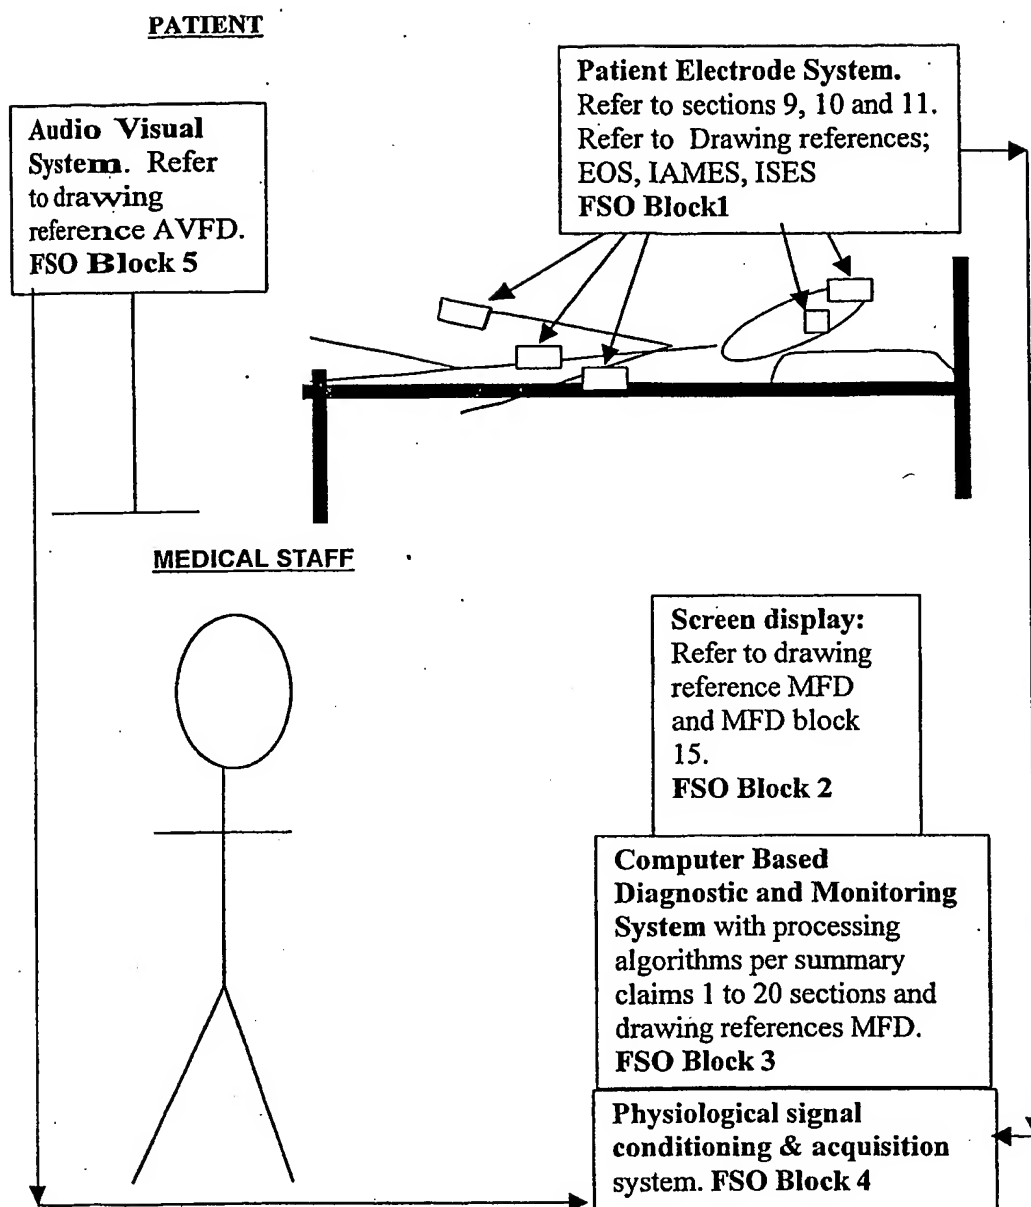 PATIENT
Patient Electrode System.
Refer to sections 9, 10 and 11.
Refer to Drawing references;
EOS, IAMES, ISES
FSO Block1
Audio Visual
System. Refer
to drawing
reference AVFD.
FSO Block 5
MEDICAL STAFF
Screen display:
Refer to drawing
reference MFD
and MFD block
15.
FSO Block 2
Computer Based
Diagnostic and Monitoring
System with processing
algorithms per summary
claims 1 to 20 sections and
drawing references MFD.
FSO Block 3
Physiological signal
conditioning & acquisition
system. FSO Block 4